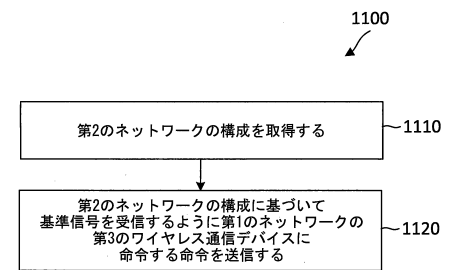 1100
第2のネットワークの構成を取得する
1110
第2のネットワークの構成に基づいて
基準信号を受信するように第1のネットワークの
第3のワイヤレス通信デバイスに
命令する命令を送信する
1120